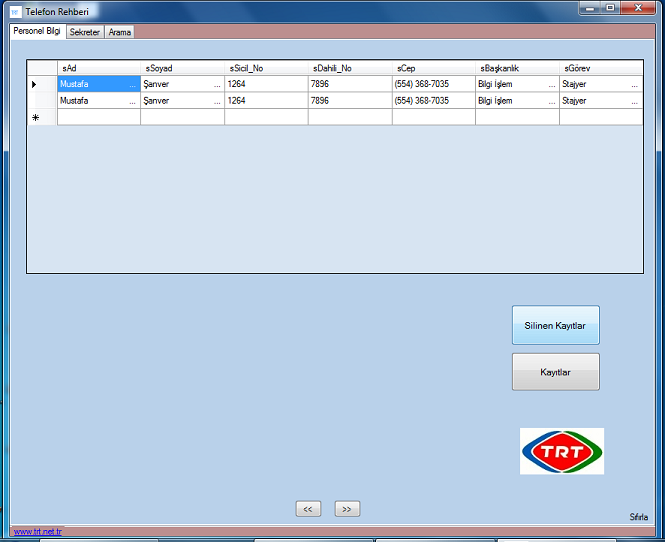 Telefon Rehberi
Personel Bilgi Sekreter Arama
sAd sSoyad sSicil_No sDahili_No sCep sBaşkanlık sGörev
Mustafa ... Şanver ... 1264 7896 (554) 368-7035 Bilgi İşlem ... Stajyer ...
Mustafa ... Şanver ... 1264 7896 (554) 368-7035 Bilgi İşlem ... Stajyer ...
Silinen Kayıtlar
Kayıtlar
TRT
<< >>
Sıfırla
www.trt.net.tr